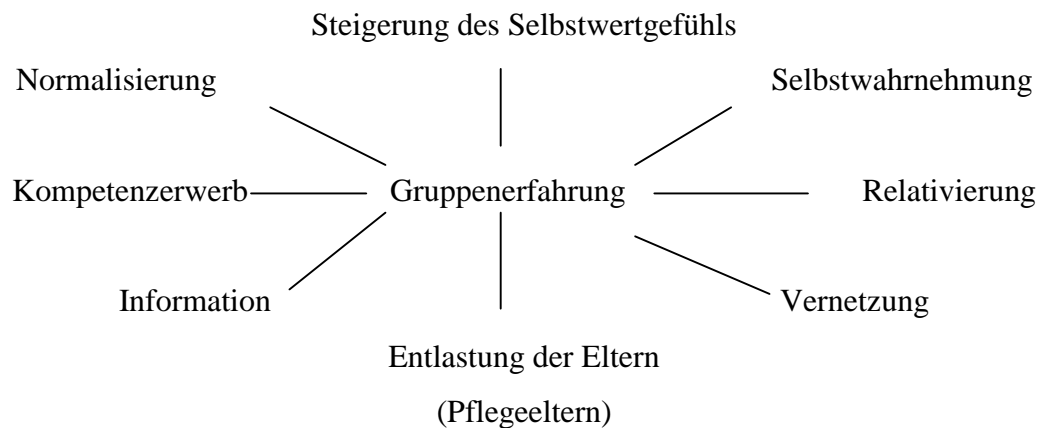 Steigerung des Selbstwertgefühls
Normalisierung
Selbstwahrnehmung
Kompetenzerwerb
Gruppenerfahrung
Relativierung
Information
Vernetzung
Entlastung der Eltern
(Pflegeeltern)